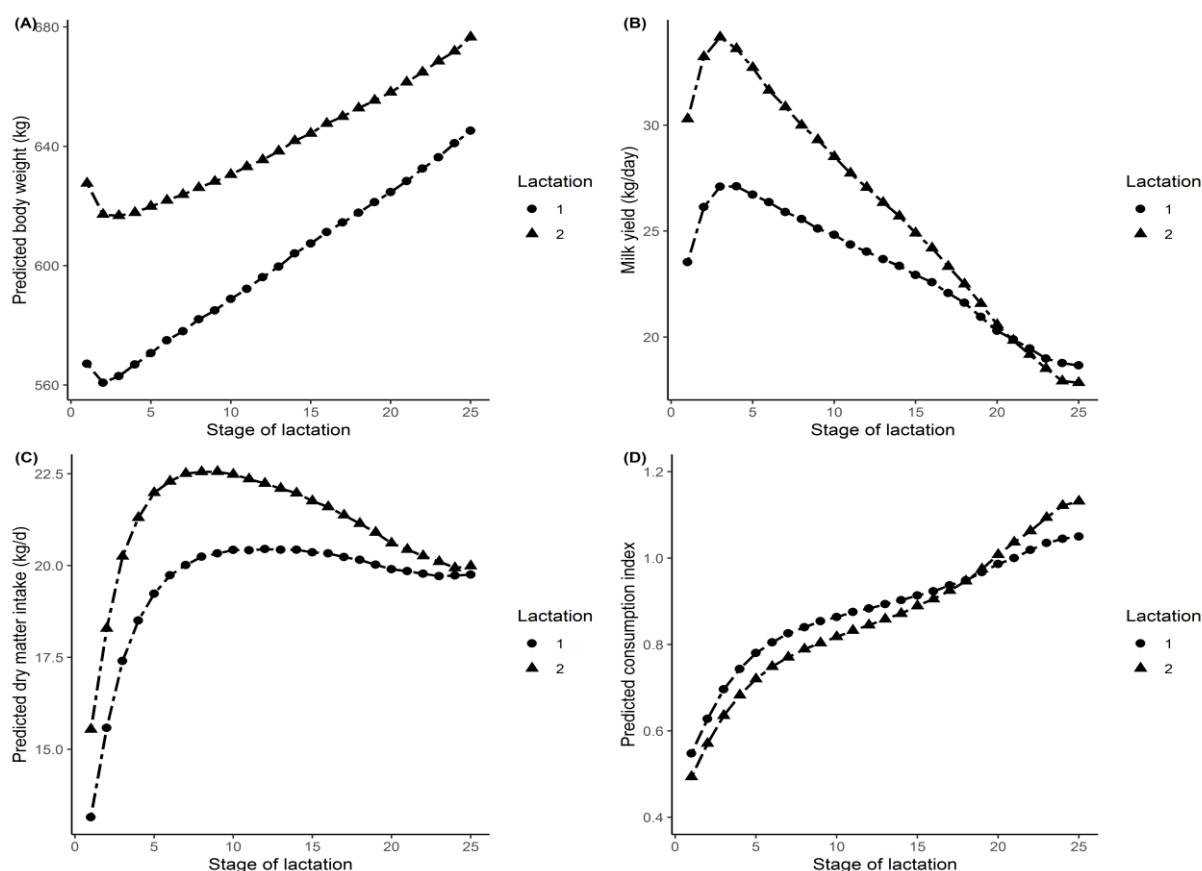 (A)
680
640
600
560
Predicted body weight (kg)
0 5 10 15 20 25
Stage of lactation
Lactation
1
2
(B)
30
25
20
Milk yield (kg/day)
0 5 10 15 20 25
Stage of lactation
Lactation
1
2
(C)
22.5
20.0
17.5
15.0
Predicted dry matter intake (kg/d)
0 5 10 15 20 25
Stage of lactation
Lactation
1
2
(D)
1.2
1.0
0.8
0.6
0.4
Predicted consumption index
0 5 10 15 20 25
Stage of lactation
Lactation
1
2